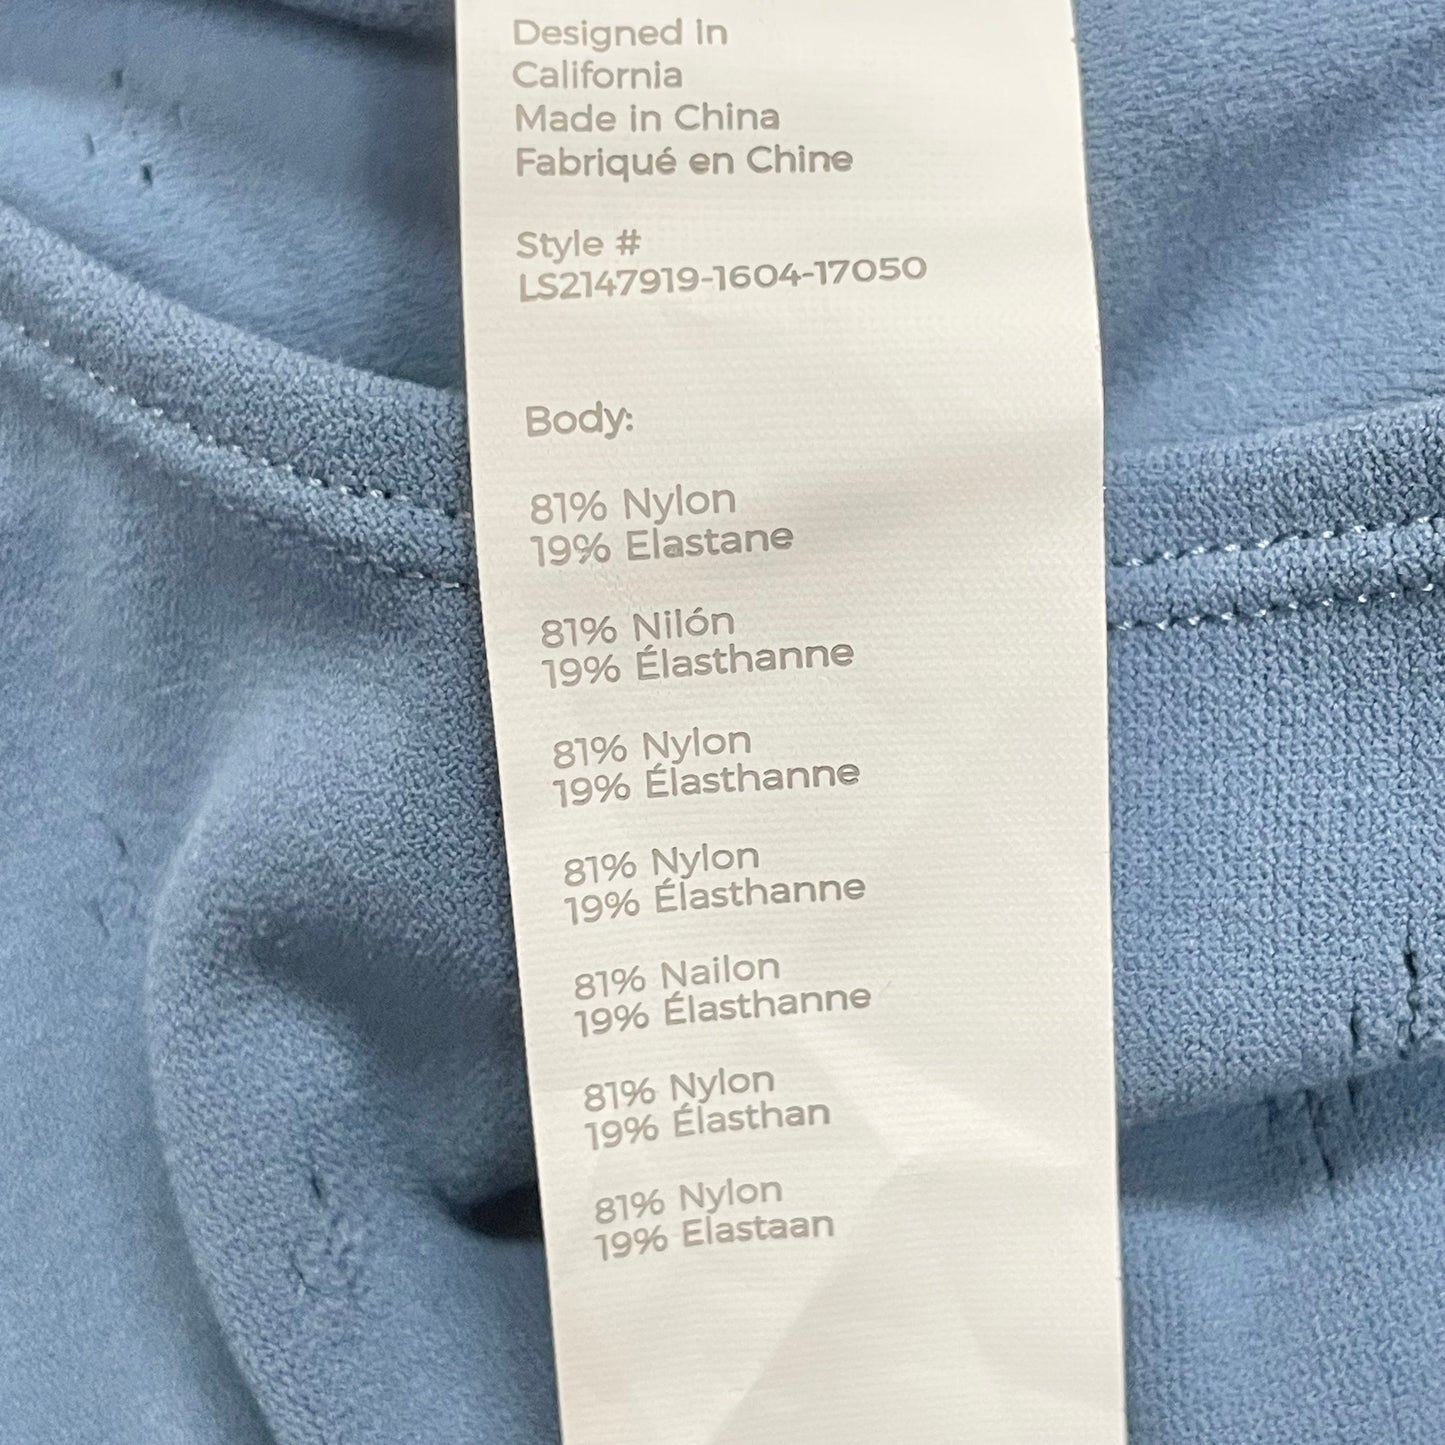 Designed in
California
Made in China
Fabriqué en Chine
Style #
LS2147919-1604-17050
Body:
81% Nylon
19% Elastane
81% Nilón
19% Élasthanne
81% Nylon
19% Élasthanne
81% Nylon
19% Élasthanne
81% Nailon
19% Élasthanne
81% Nylon
19% Élasthan
81% Nylon
19% Elastaan